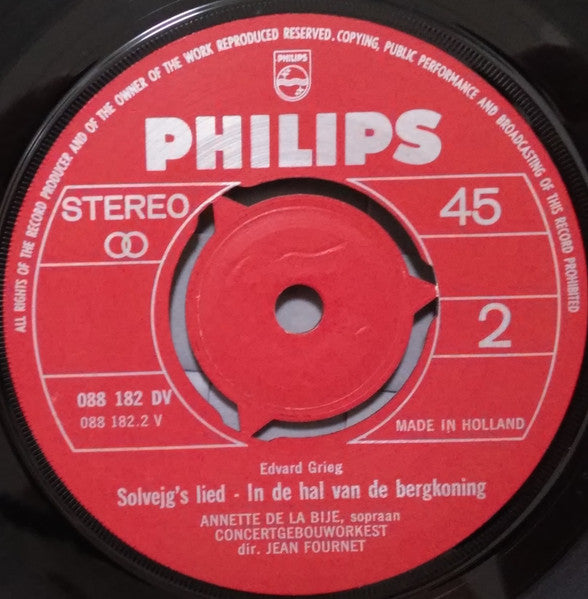 ALL RIGHTS OF THE RECORD PRODUCER AND OF THE OWNER OF THE WORK REPRODUCED RESERVED. COPYING, PUBLIC PERFORMANCE AND BROADCASTING OF THIS RECORD PROHIBITED
PHILIPS
PHILIPS
STEREO
45
2
088 182 DV
088 182.2 V
MADE IN HOLLAND
Edvard Grieg
Solvejg's lied - In de hal van de bergkoning
ANNETTE DE LA BIJE, sopraan
CONCERTGEBOUWORKEST
dir. JEAN FOURNET